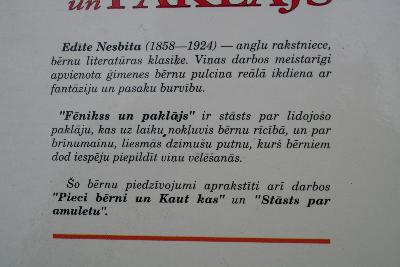 un PAKLĀJS
Edīte Nesbita (1858—1924) — angļu rakstniece,
bērnu literatūras klasiķe. Viņas darbos meistarīgi
apvienota ģimenes bērnu pulciņa reālā ikdiena ar
fantāziju un pasaku burvību.
"Fēnikss un paklājs" ir stāsts par lidojošo
paklāju, kas uz laiku nokļuvis bērnu rīcībā, un par
brīnumainu, liesmās dzimušu putnu, kurš bērniem
dod iespēju piepildīt viņu vēlēšanās.
Šo bērnu piedzīvojumi aprakstīti arī darbos
"Pieci bērni un Kaut kas" un "Stāsts par
amuletu".